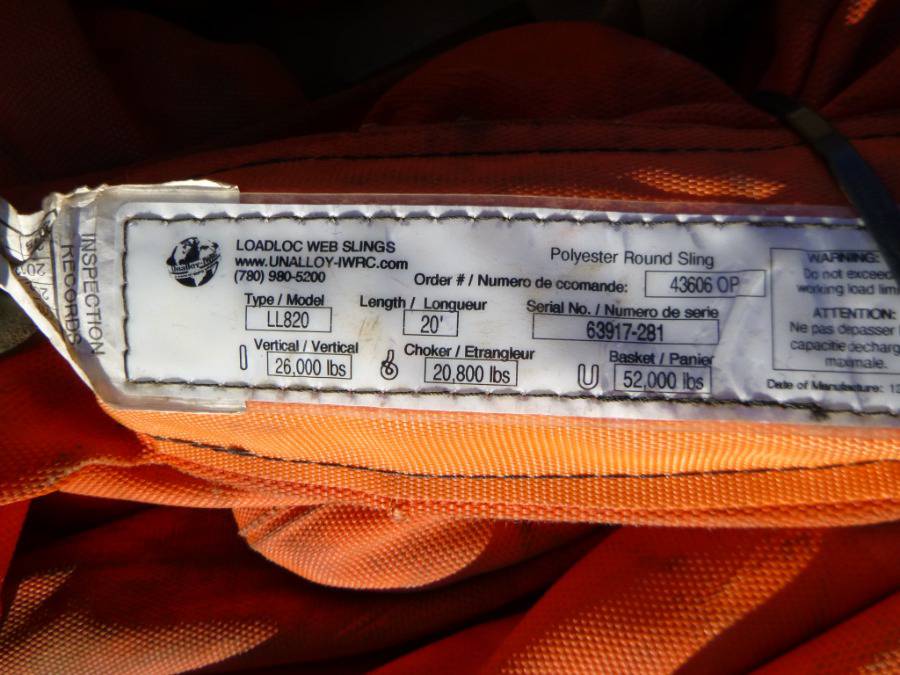 INSPECTION
RECORDS
LOADLOC WEB SLINGS
www.UNALLOY-IWRC.com
(780) 980-5200
Polyester Round Sling
Order # / Numero de ccomande: 43606 OP
Type / Model
LL820
Length / Longueur
20'
Serial No. / Numero de serie
63917-281
Vertical / Vertical
26,000 lbs
Choker / Etrangleur
20,800 lbs
Basket / Panier
52,000 lbs
WARNING:
Do not exceed
working load
ATTENTION:
Ne pas depasser
capacitie
maximale.
Date of Manufacture: 12